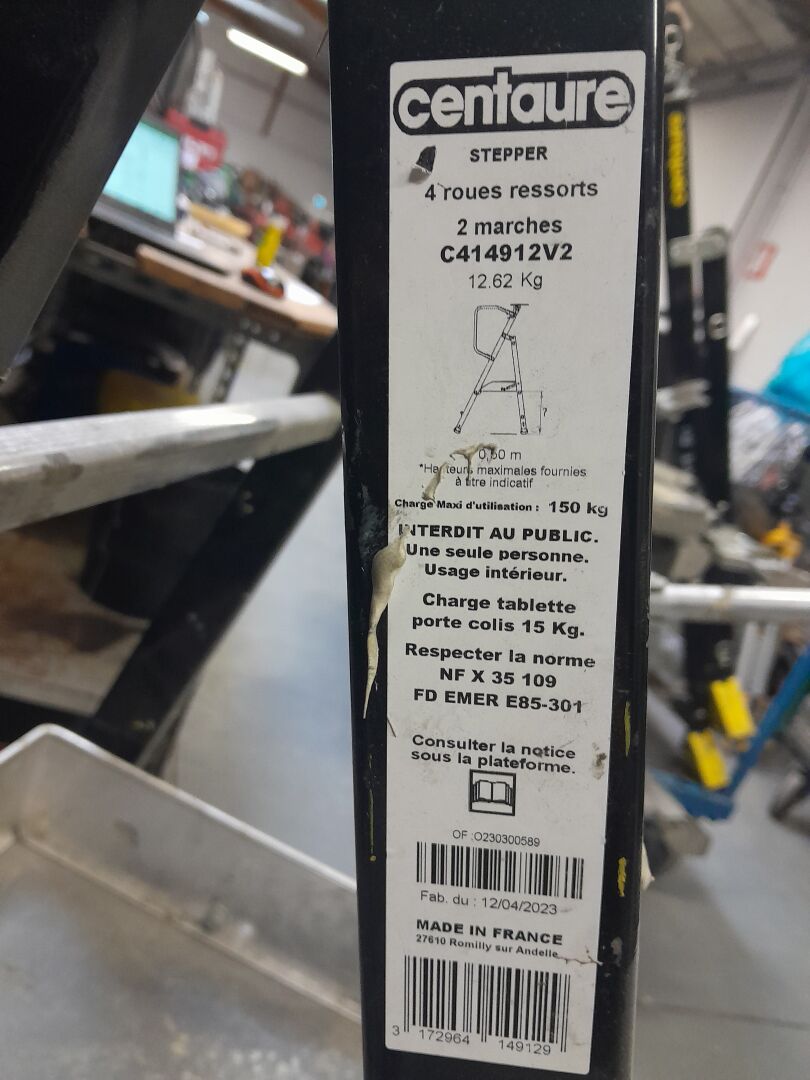 centaure
STEPPER
4 roues ressorts
2 marches
C414912V2
12.62 Kg
0,50 m
*Hauteurs maximales fournies
à titre indicatif
Charge Maxi d'utilisation : 150 kg
INTERDIT AU PUBLIC.
Une seule personne.
Usage intérieur.
Charge tablette
porte colis 15 Kg.
Respecter la norme
NF X 35 109
FD EMER E85-301
Consulter la notice
sous la plateforme.
OF :O230300589
Fab. du : 12/04/2023
MADE IN FRANCE
27610 Romilly sur Andelle
3 172964 149129
centaure